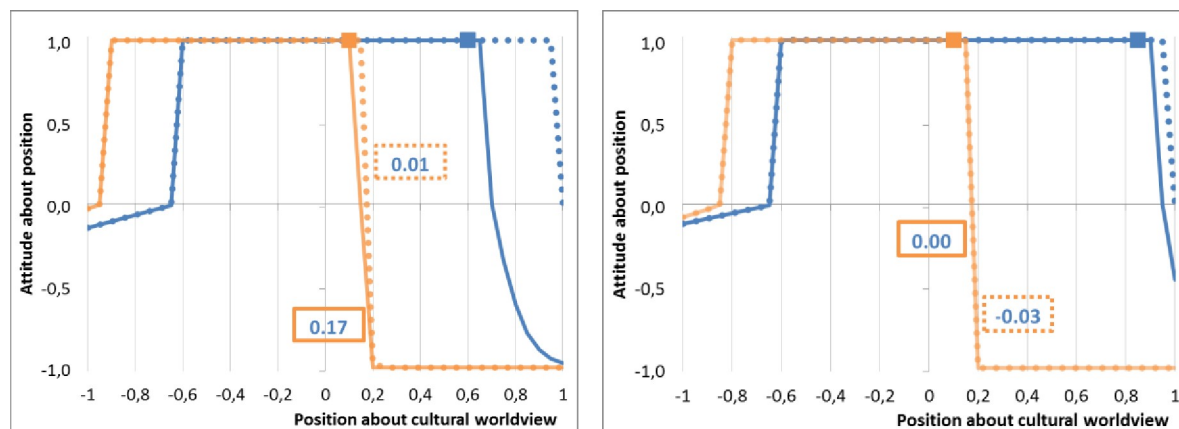 1,0
0,5
0,0
-0,5
-1,0
Attitude about position
0.01
0.17
-1 -0,8 -0,6 -0,4 -0,2 0 0,2 0,4 0,6 0,8 1
Position about cultural worldview
1,0
0,5
0,0
-0,5
-1,0
Attitude about position
0.00
-0.03
-1 -0,8 -0,6 -0,4 -0,2 0 0,2 0,4 0,6 0,8 1
Position about cultural worldview